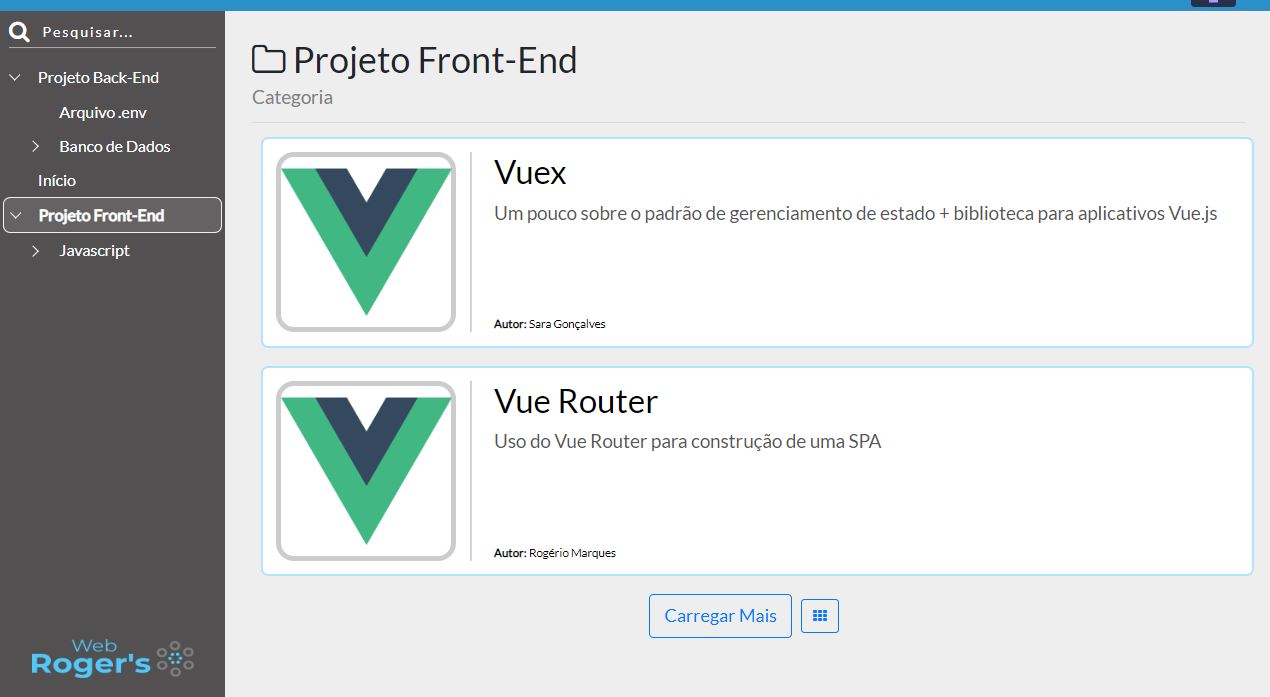 Pesquisar...
Projeto Back-End
Arquivo .env
Banco de Dados
Início
Projeto Front-End
Javascript
Web
Roger's
Projeto Front-End
Categoria
Vuex
Um pouco sobre o padrão de gerenciamento de estado + biblioteca para aplicativos Vue.js
Autor: Sara Gonçalves
Vue Router
Uso do Vue Router para construção de uma SPA
Autor: Rogério Marques
Carregar Mais